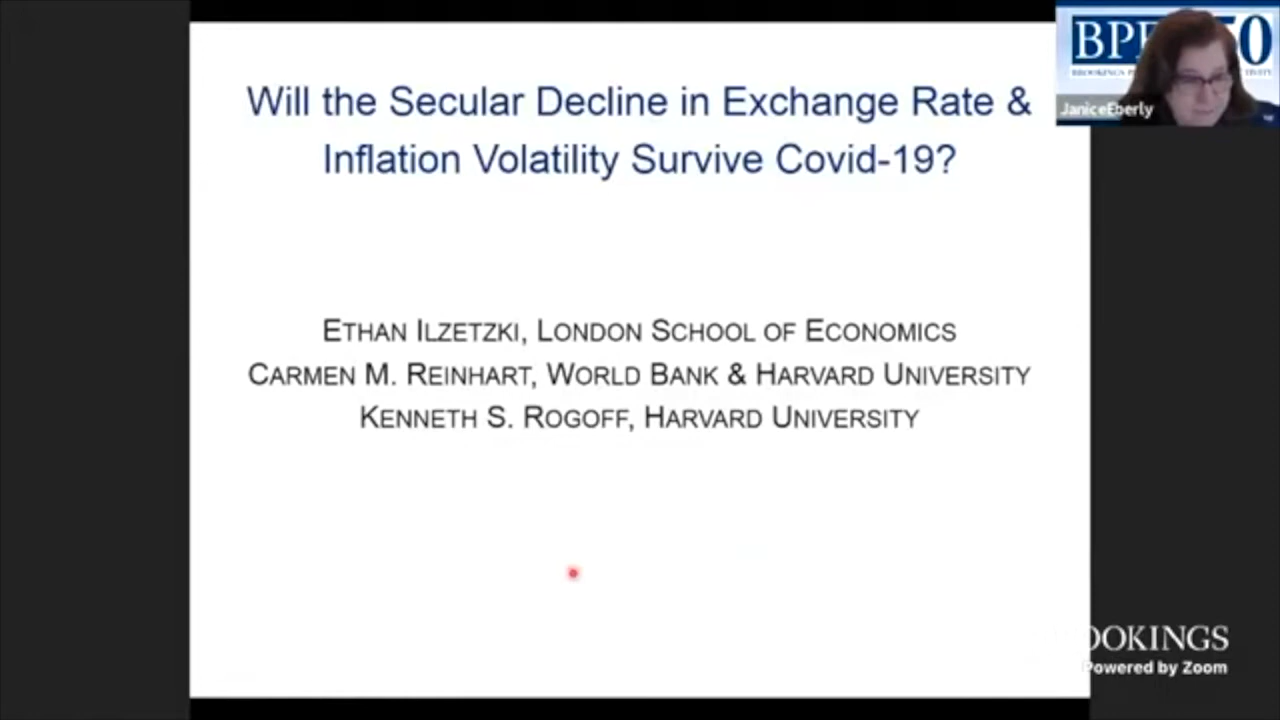 Will the Secular Decline in Exchange Rate &
Inflation Volatility Survive Covid-19?
ETHAN ILZETZKI, LONDON SCHOOL OF ECONOMICS
CARMEN M. REINHART, WORLD BANK & HARVARD UNIVERSITY
KENNETH S. ROGOFF, HARVARD UNIVERSITY
JaniceEberly
OOKINGS
Powered by Zoom